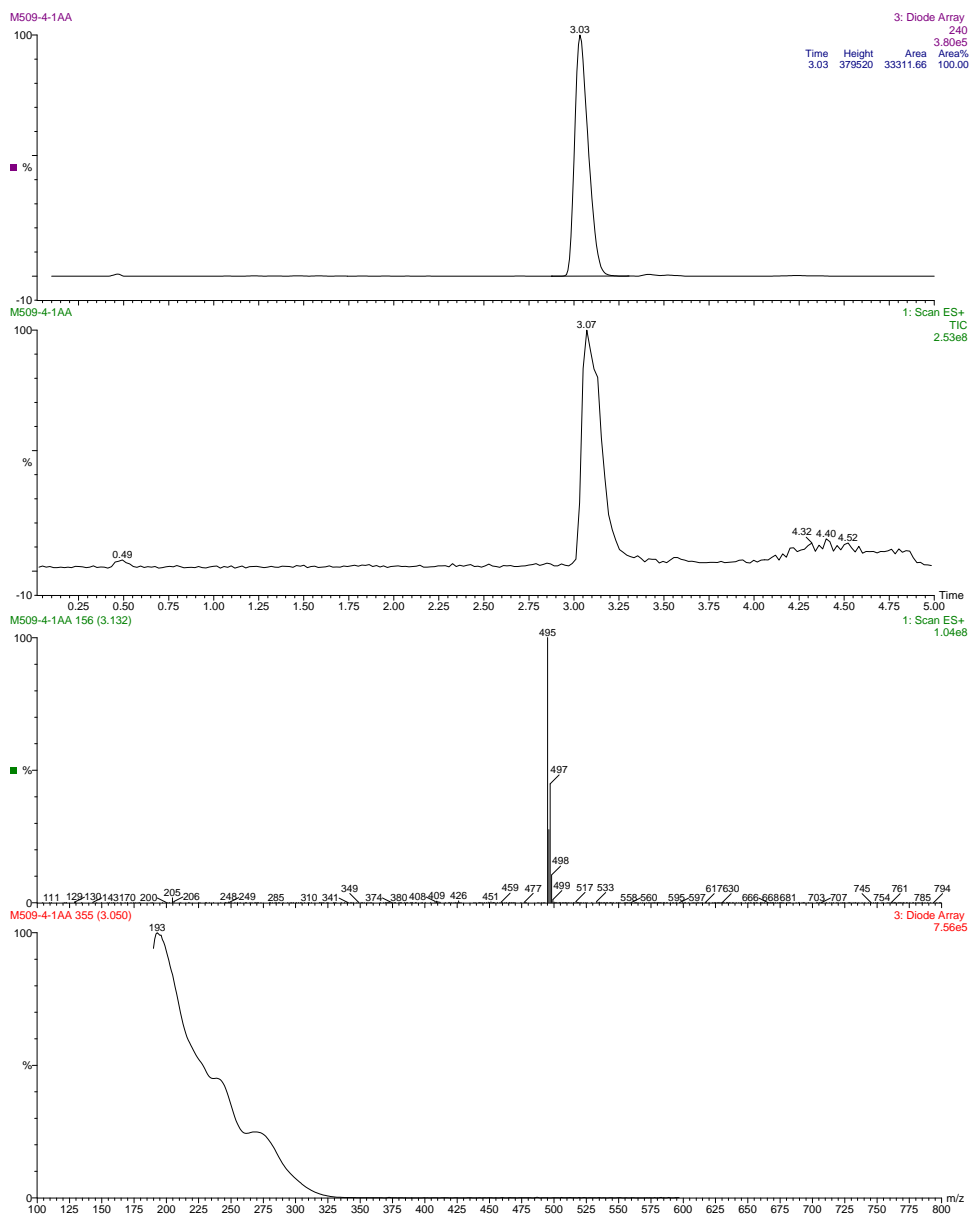 M509-4-1AA
3: Diode Array
240
3.80e5
Time Height Area Area%
3.03 379520 33311.66 100.00
100
3.03
%
-10
M509-4-1AA
1: Scan ES+
TIC
2.53e8
100
3.07
%
0.49
4.32 4.40 4.52
-10
0.25 0.50 0.75 1.00 1.25 1.50 1.75 2.00 2.25 2.50 2.75 3.00 3.25 3.50 3.75 4.00 4.25 4.50 4.75 5.00
Time
M509-4-1AA 156 (3.132)
1: Scan ES+
1.04e8
100
495
%
497
498
499
111 129 130 143 170 200 205 206 248 249 285 310 341 349 374 380 408 409 426 451 459 477 517 533 558 560 595 597 617 630 666 668 681 703 707 745 754 761 785 794
0
M509-4-1AA 355 (3.050)
3: Diode Array
7.56e5
100
193
%
0
100 125 150 175 200 225 250 275 300 325 350 375 400 425 450 475 500 525 550 575 600 625 650 675 700 725 750 775 800
m/z